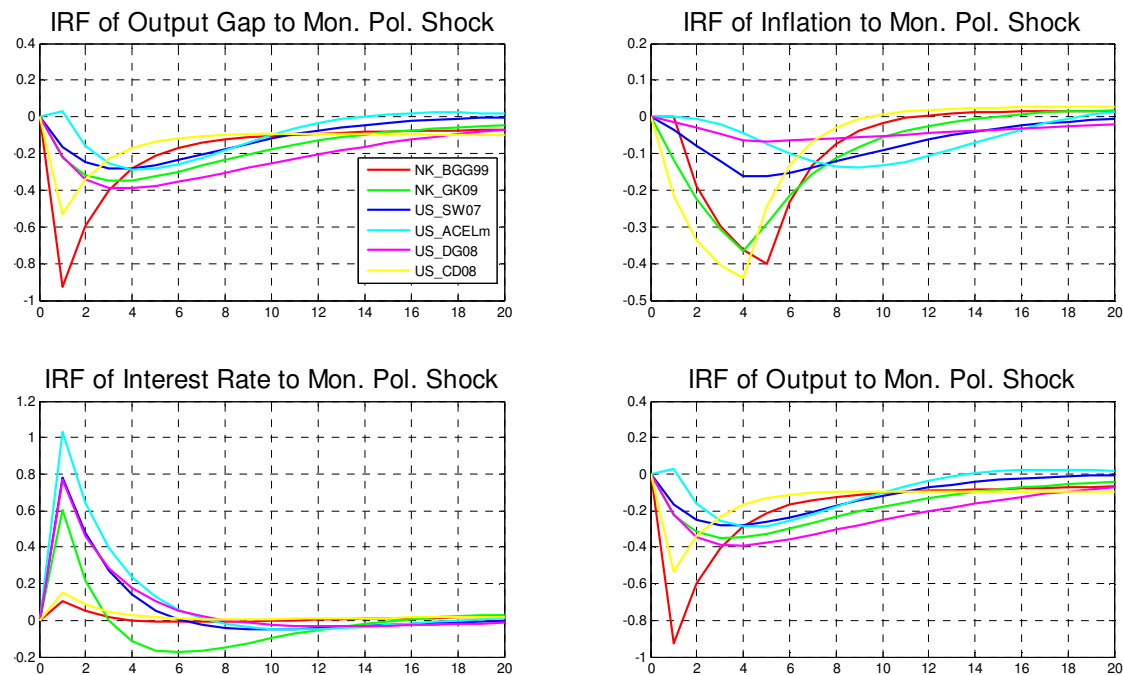 IRF of Output Gap to Mon. Pol. Shock
0.4
0.2
0
-0.2
-0.4
-0.6
-0.8
-1
0 2 4 6 8 10 12 14 16 18 20
NK_BGG99
NK_GK09
US_SW07
US_ACELm
US_DG08
US_CD08
IRF of Inflation to Mon. Pol. Shock
0.2
0.1
0
-0.1
-0.2
-0.3
-0.4
-0.5
0 2 4 6 8 10 12 14 16 18 20
IRF of Interest Rate to Mon. Pol. Shock
1.2
1
0.8
0.6
0.4
0.2
0
-0.2
0 2 4 6 8 10 12 14 16 18 20
IRF of Output to Mon. Pol. Shock
0.4
0.2
0
-0.2
-0.4
-0.6
-0.8
-1
0 2 4 6 8 10 12 14 16 18 20